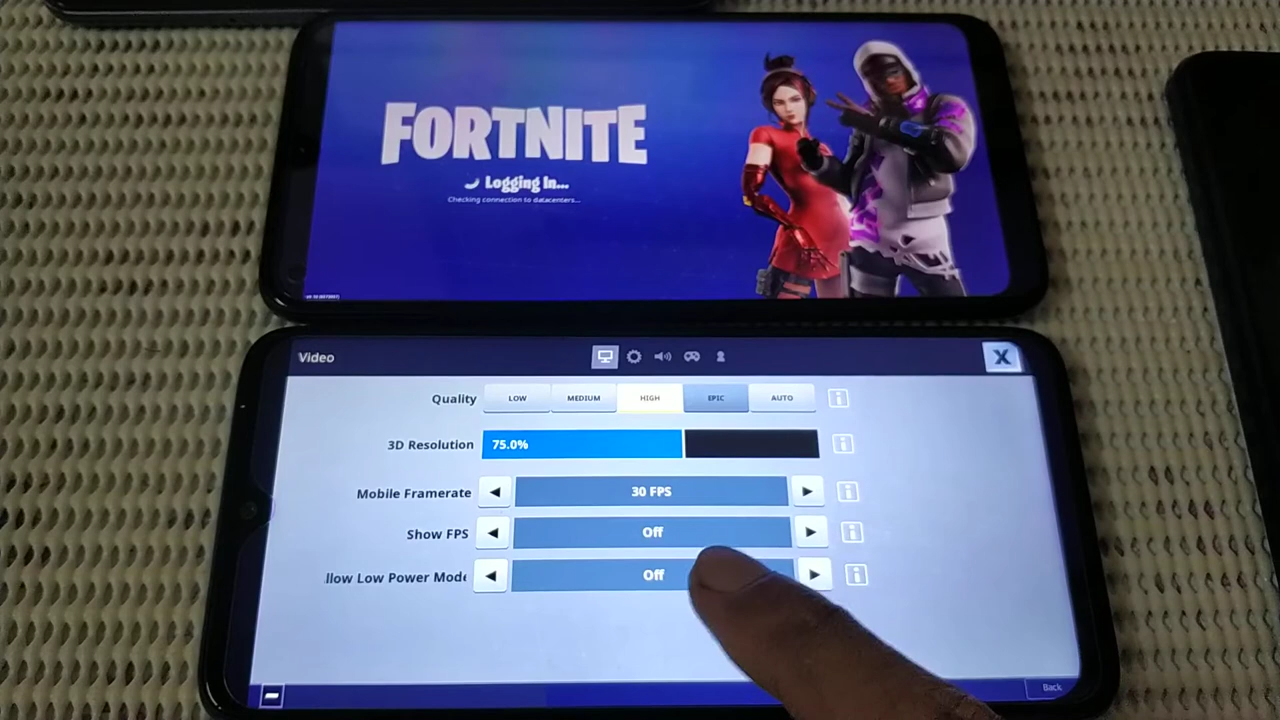 FORTNITE
Logging In...
Checking connection to datacenters...
Video
X
Quality LOW MEDIUM HIGH EPIC AUTO
3D Resolution 75.0%
Mobile Framerate 30 FPS
Show FPS Off
llow Low Power Mode Off
Back